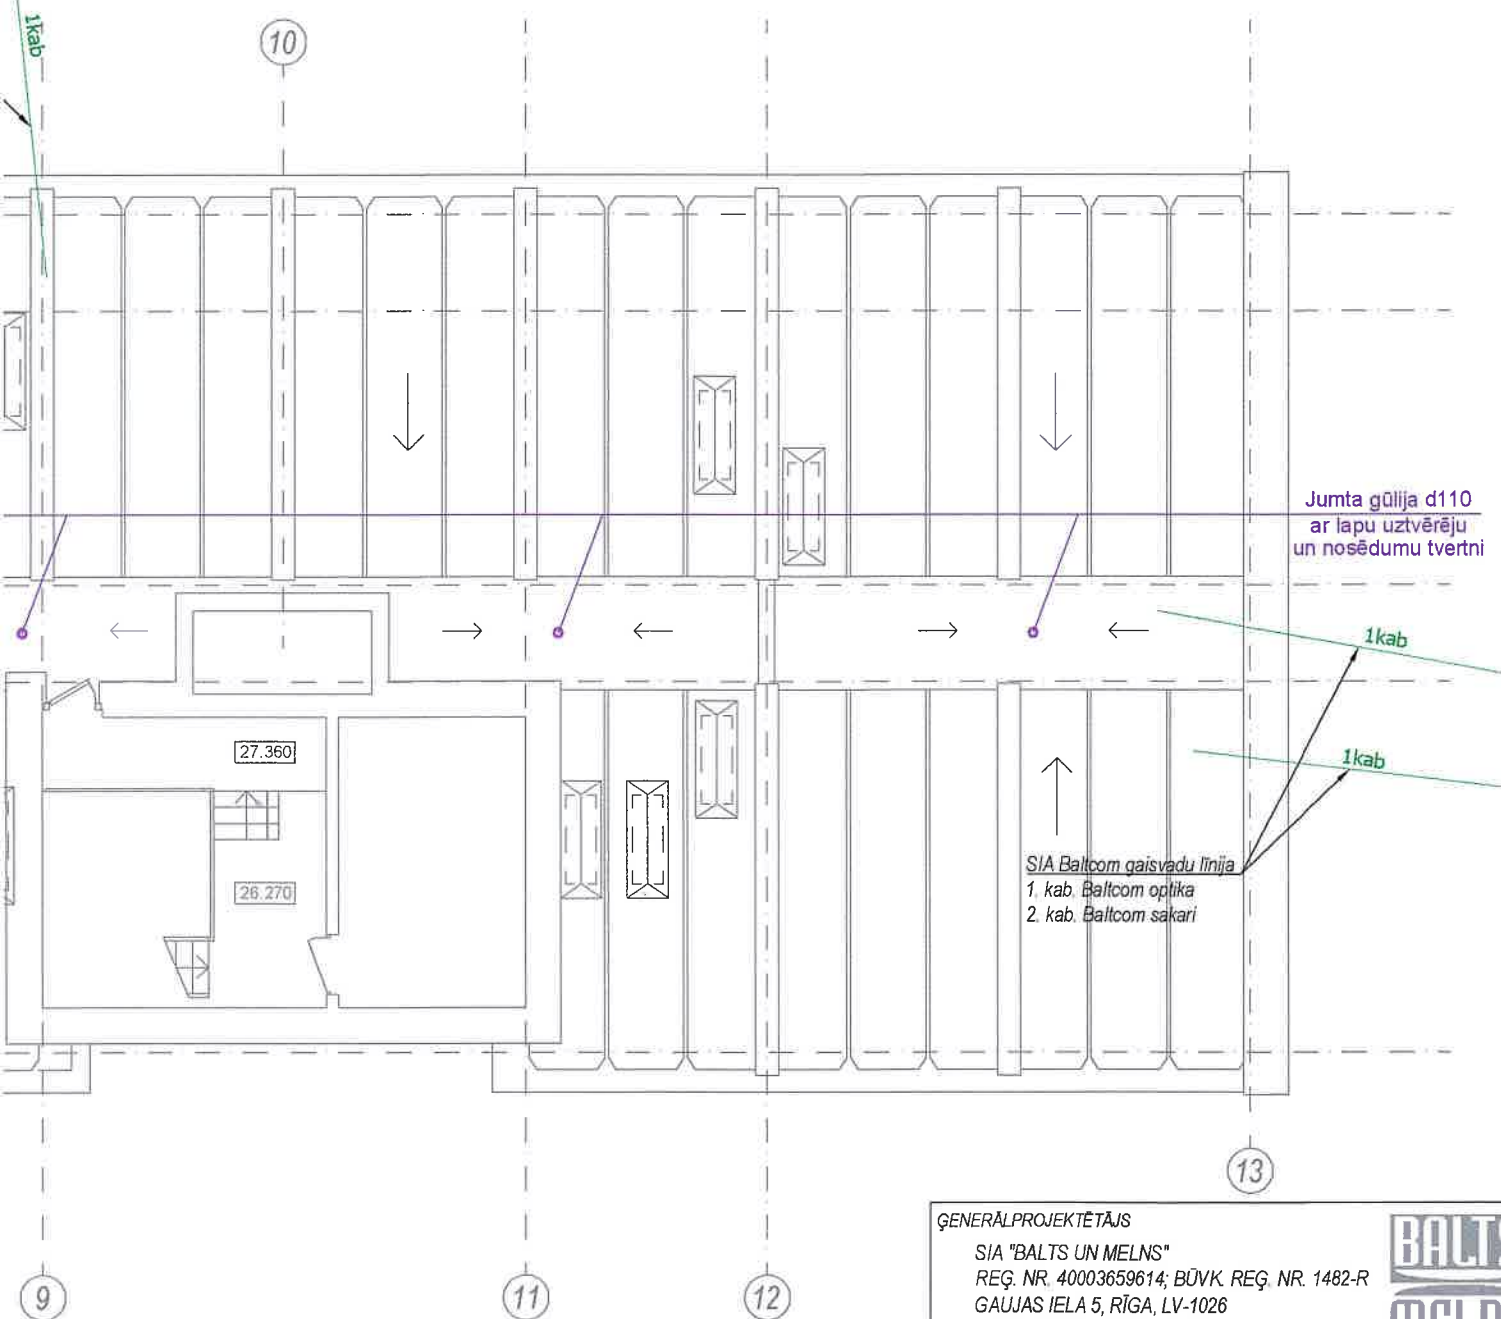 1kab
10
Jumta gūlija d110
ar lapu uztvērēju
un nosēdumu tvertni
1kab
27.360
1kab
SIA Baltcom gaisvadu līnija
26.270
1. kab. Baltcom optika
2. kab. Baltcom sakari
13
ĢENERĀLPROJEKTĒTĀJS
SIA "BALTS UN MELNS"
REĢ. NR. 40003659614; BŪVK. REĢ. NR. 1482-R
GAUJAS IELA 5, RĪGA, LV-1026
BALTS
9
11
12